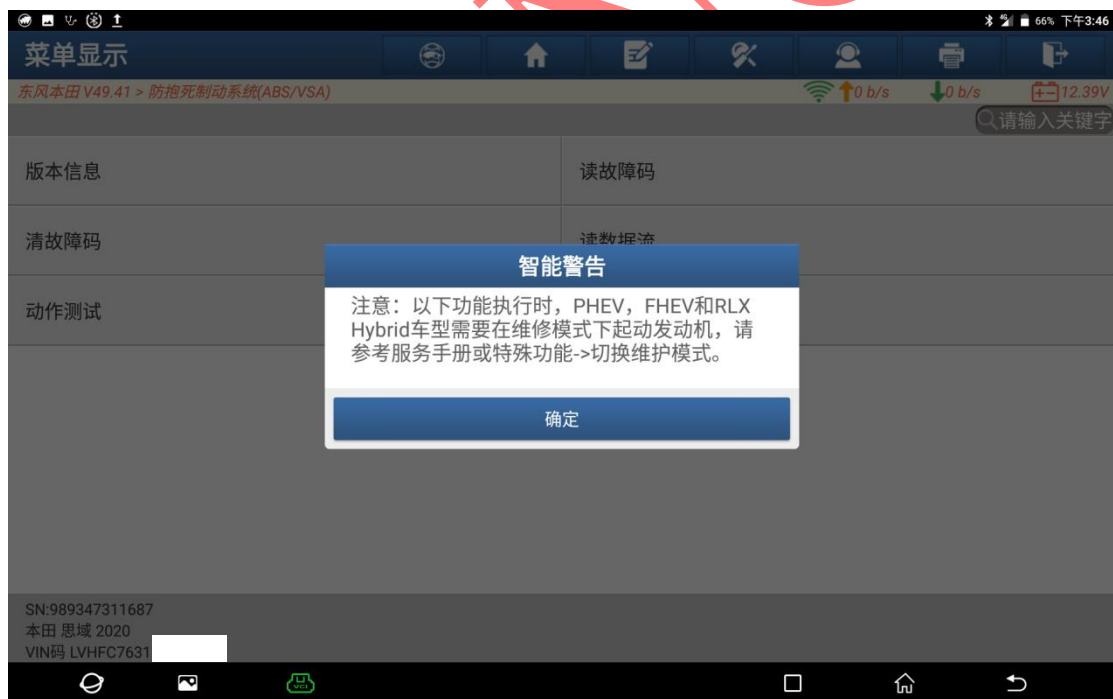 66% 下午3:46
菜单显示
东风本田 V49.41 > 防抱死制动系统(ABS/VSA)
0 b/s
0 b/s
12.39V
请输入关键字
版本信息
读故障码
清故障码
读数据流
动作测试
智能警告
注意：以下功能执行时，PHEV，FHEV和RLX
Hybrid车型需要在维修模式下起动发动机，请
参考服务手册或特殊功能->切换维护模式。
确定
SN:989347311687
本田 思域 2020
VIN码 LVHFC7631
VCI